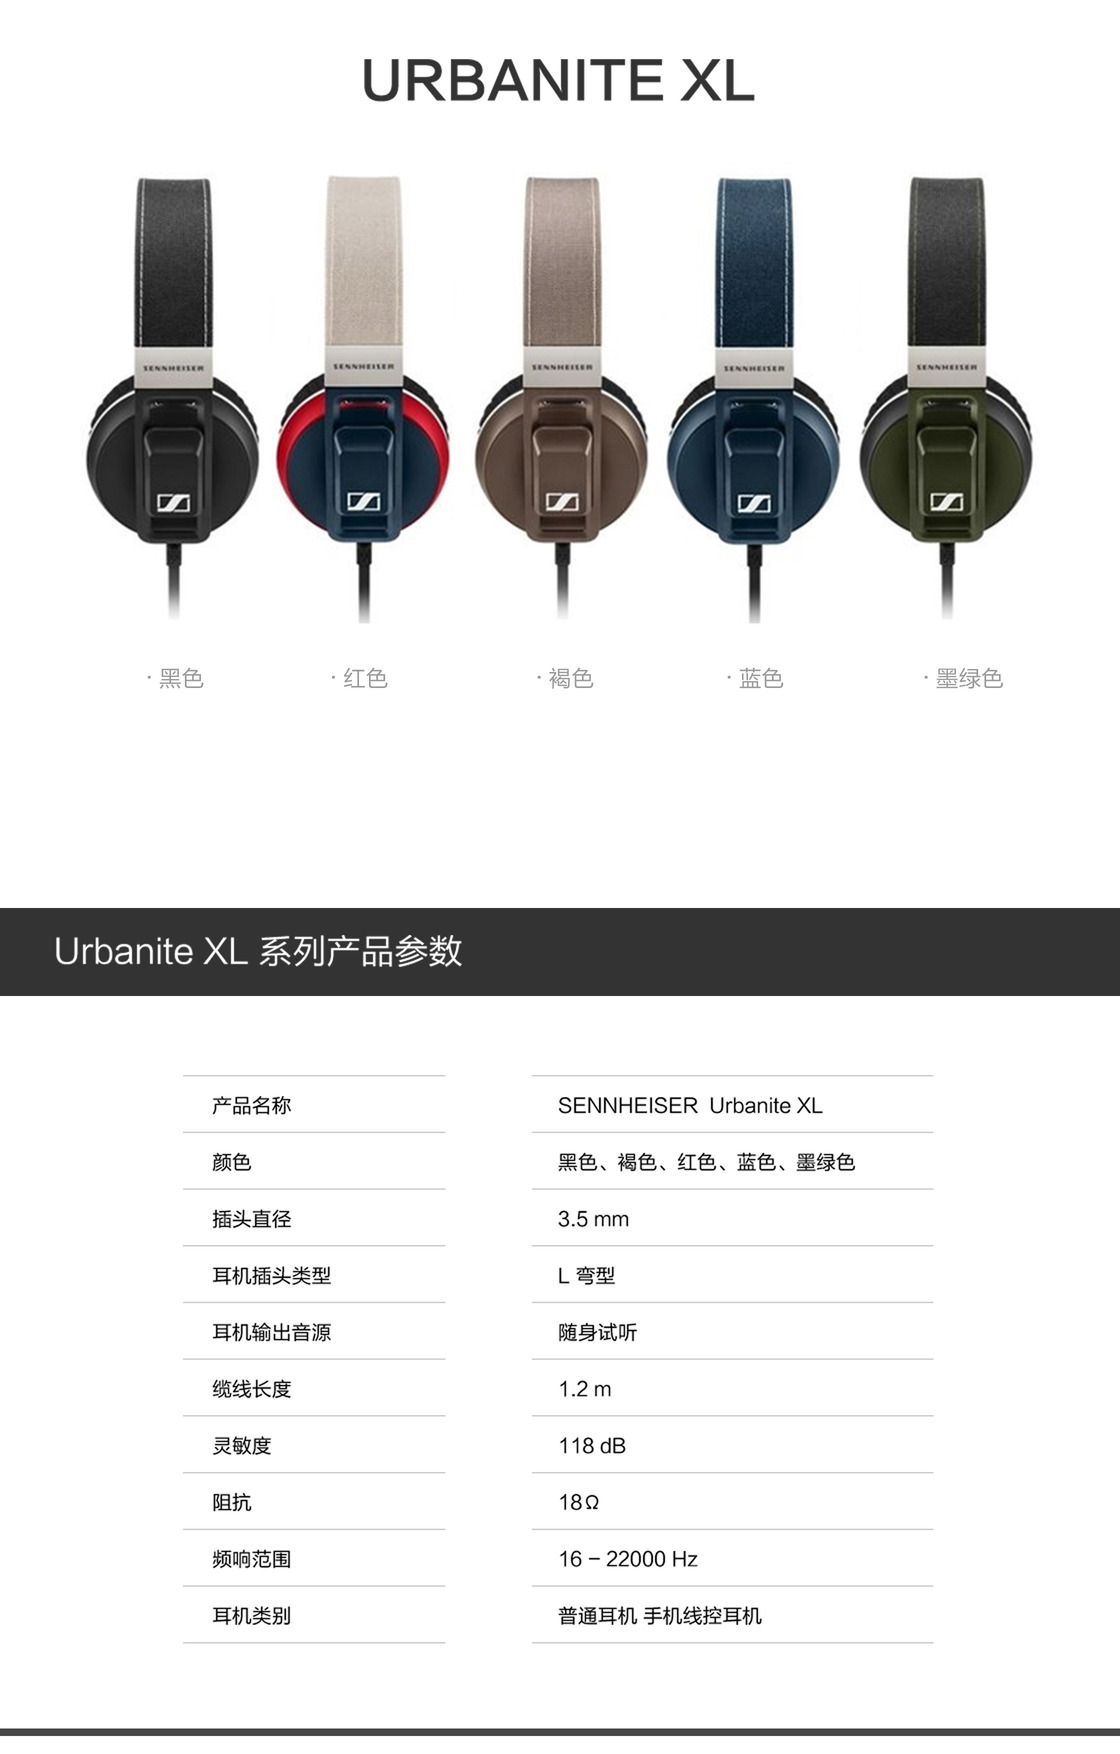 URBANITE XL
SENNHEISER SENNHEISER SENNHEISER SENNHEISER SENNHEISER
· 黑色 · 红色 · 褐色 · 蓝色 · 墨绿色
Urbanite XL 系列产品参数
产品名称 SENNHEISER Urbanite XL
颜色 黑色、褐色、红色、蓝色、墨绿色
插头直径 3.5 mm
耳机插头类型 L 弯型
耳机输出音源 随身试听
缆线长度 1.2 m
灵敏度 118 dB
阻抗 18Ω
频响范围 16 – 22000 Hz
耳机类别 普通耳机 手机线控耳机